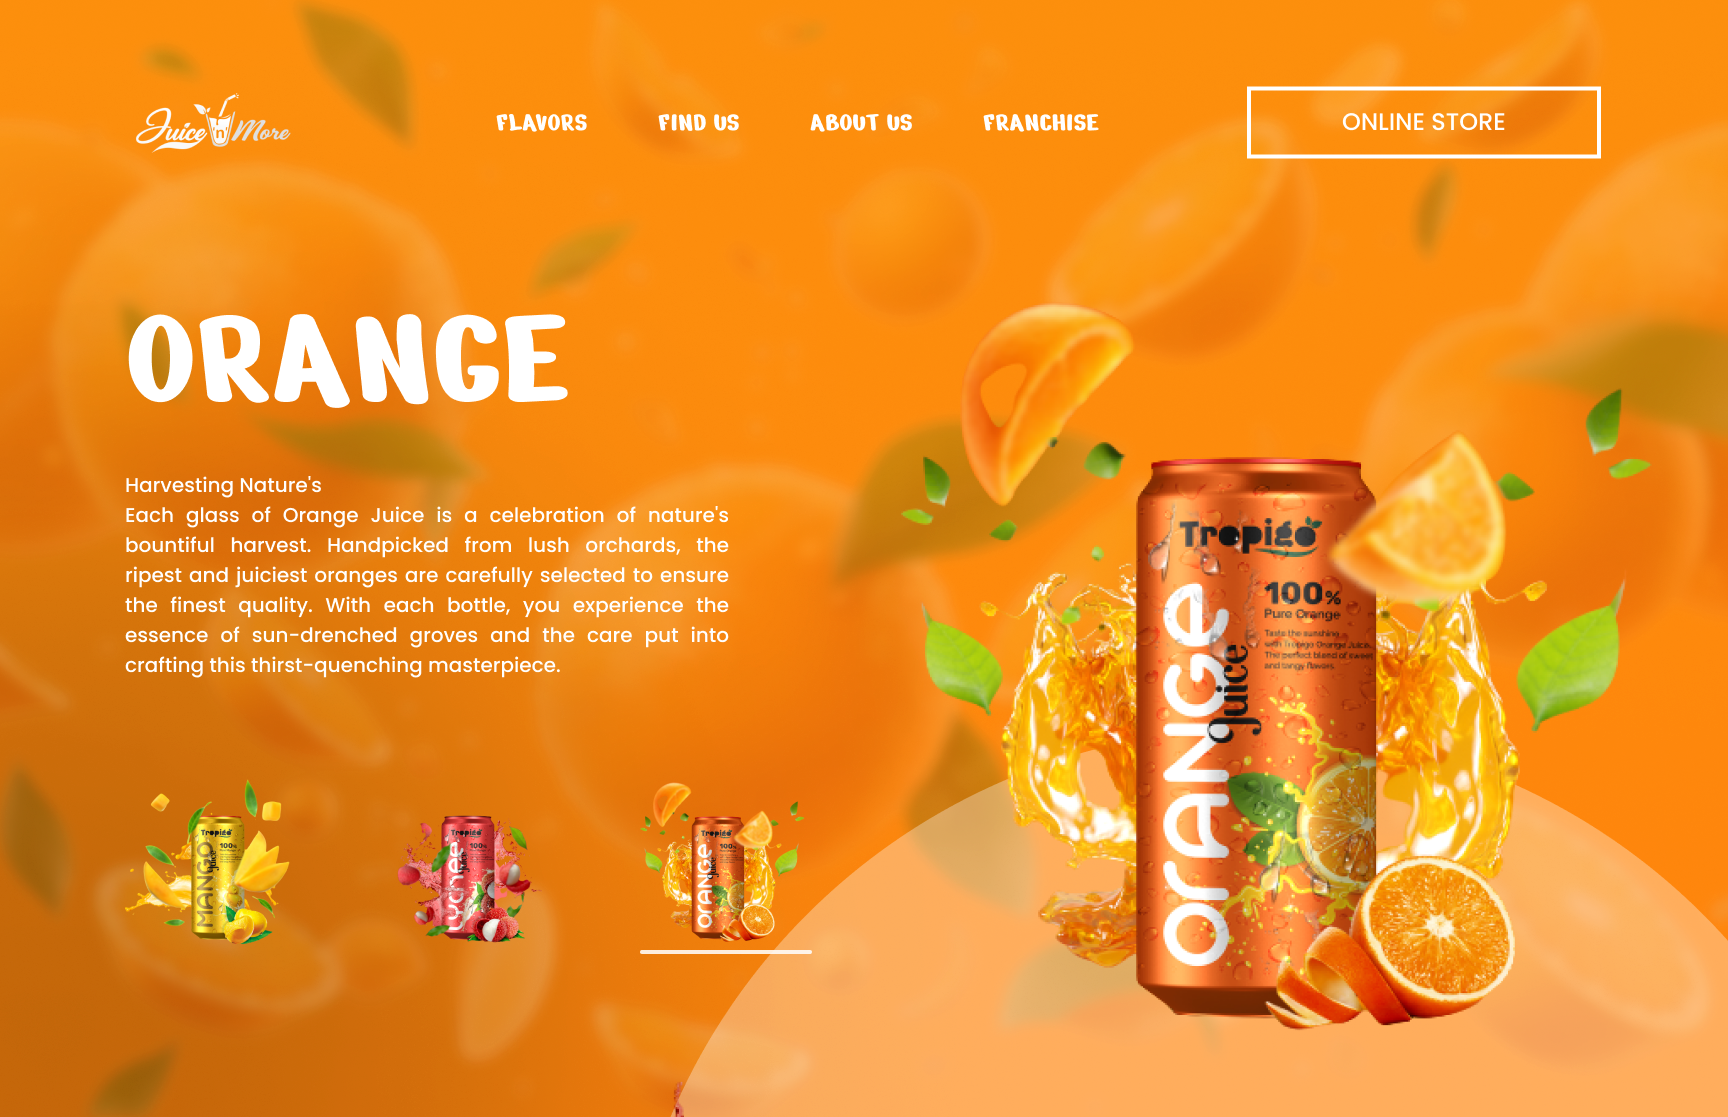 Juice n More
FLAVORS
FIND US
ABOUT US
FRANCHISE
ONLINE STORE
ORANGE
Harvesting Nature's
Each glass of Orange Juice is a celebration of nature's
bountiful harvest. Handpicked from lush orchards, the
ripest and juiciest oranges are carefully selected to ensure
the finest quality. With each bottle, you experience the
essence of sun-drenched groves and the care put into
crafting this thirst-quenching masterpiece.
Tropigo
100%
Pure Orange
Taste the sunshing
with Tropigo Orange Juice.
The perfect blend of sweet
and tangy flavors.
ORANGE
juice
Tropigo
100%
MANGO
juice
Tropigo
100%
LYCHEE
juice
Tropigo
100%
ORANGE
juice